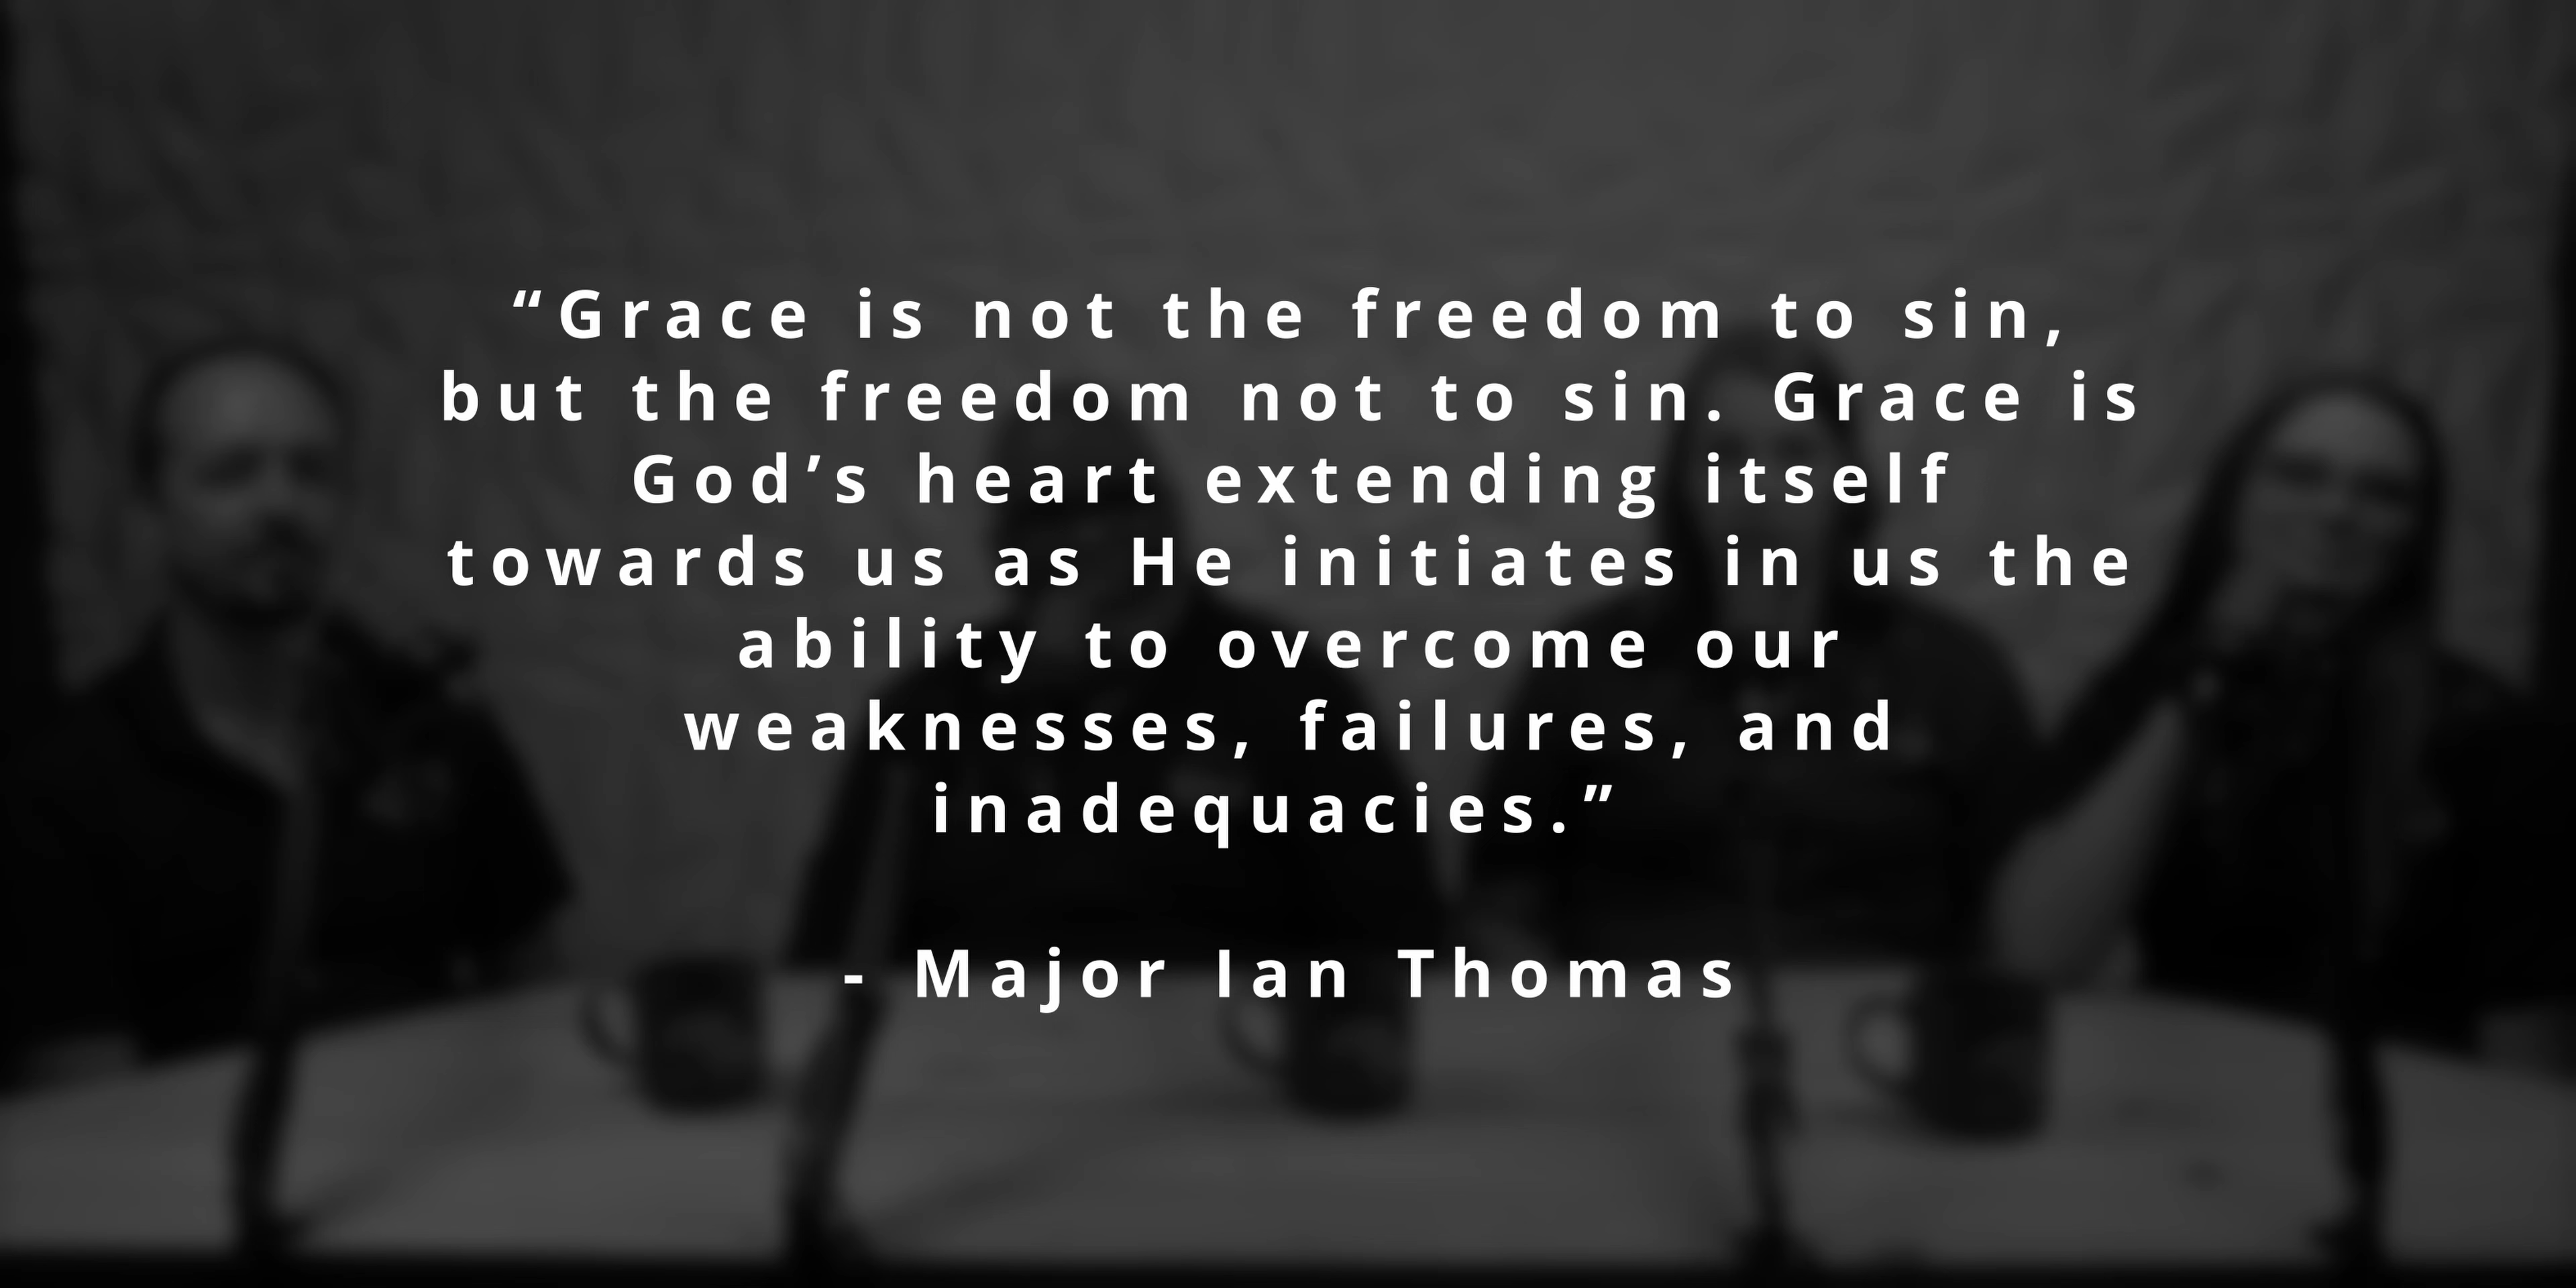 “Grace is not the freedom to sin,
but the freedom not to sin. Grace is
God’s heart extending itself
towards us as He initiates in us the
ability to overcome our
weaknesses, failures, and
inadequacies.”
- Major Ian Thomas